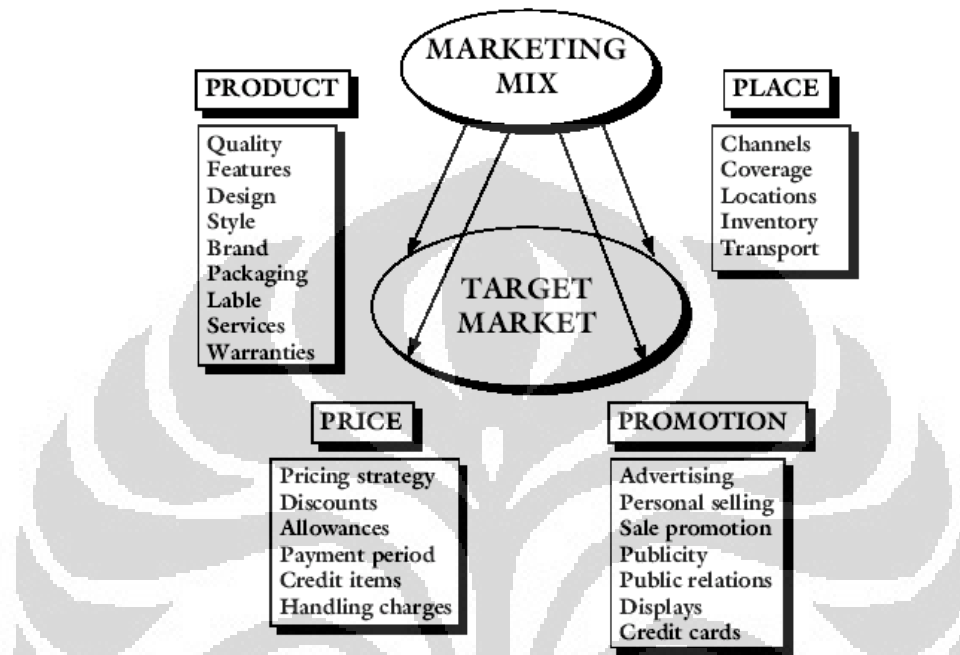 MARKETING
MIX
PRODUCT
Quality
Features
Design
Style
Brand
Packaging
Lable
Services
Warranties
PLACE
Channels
Coverage
Locations
Inventory
Transport
TARGET
MARKET
PRICE
Pricing strategy
Discounts
Allowances
Payment period
Credit items
Handling charges
PROMOTION
Advertising
Personal selling
Sale promotion
Publicity
Public relations
Displays
Credit cards